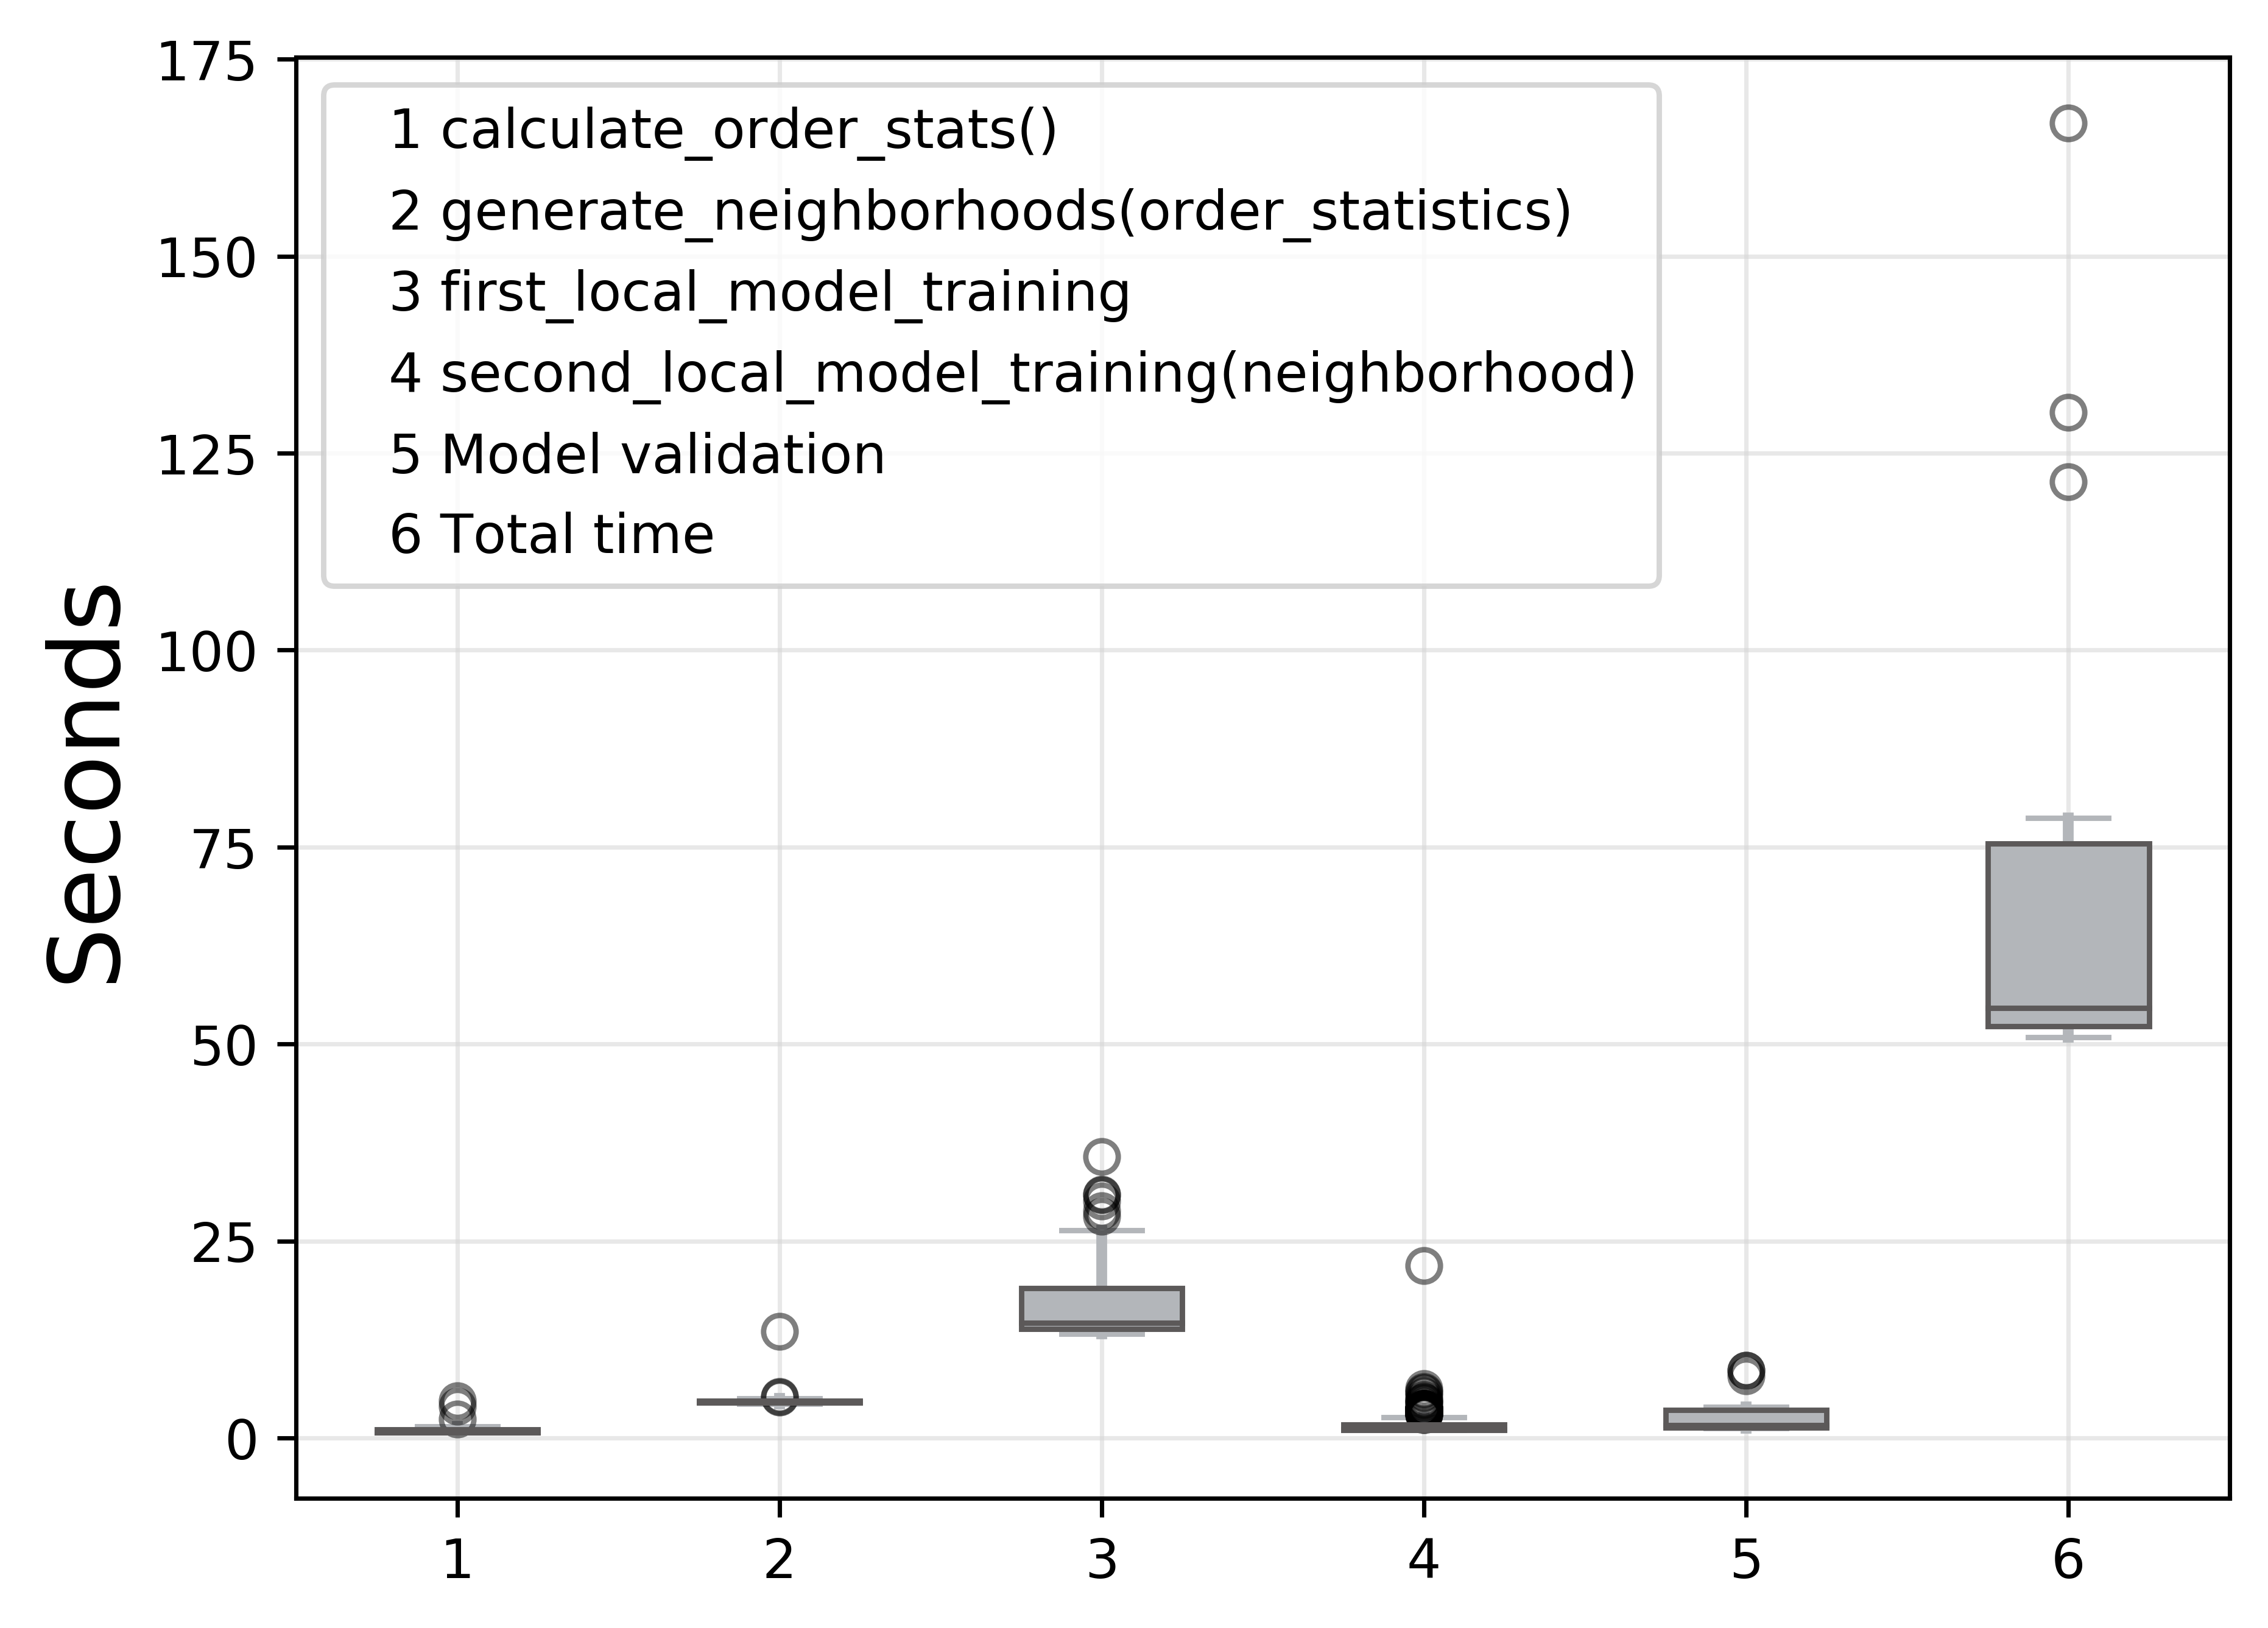 175
150
125
100
75
50
25
0
Seconds
1 calculate_order_stats()
2 generate_neighborhoods(order_statistics)
3 first_local_model_training
4 second_local_model_training(neighborhood)
5 Model validation
6 Total time
1 2 3 4 5 6